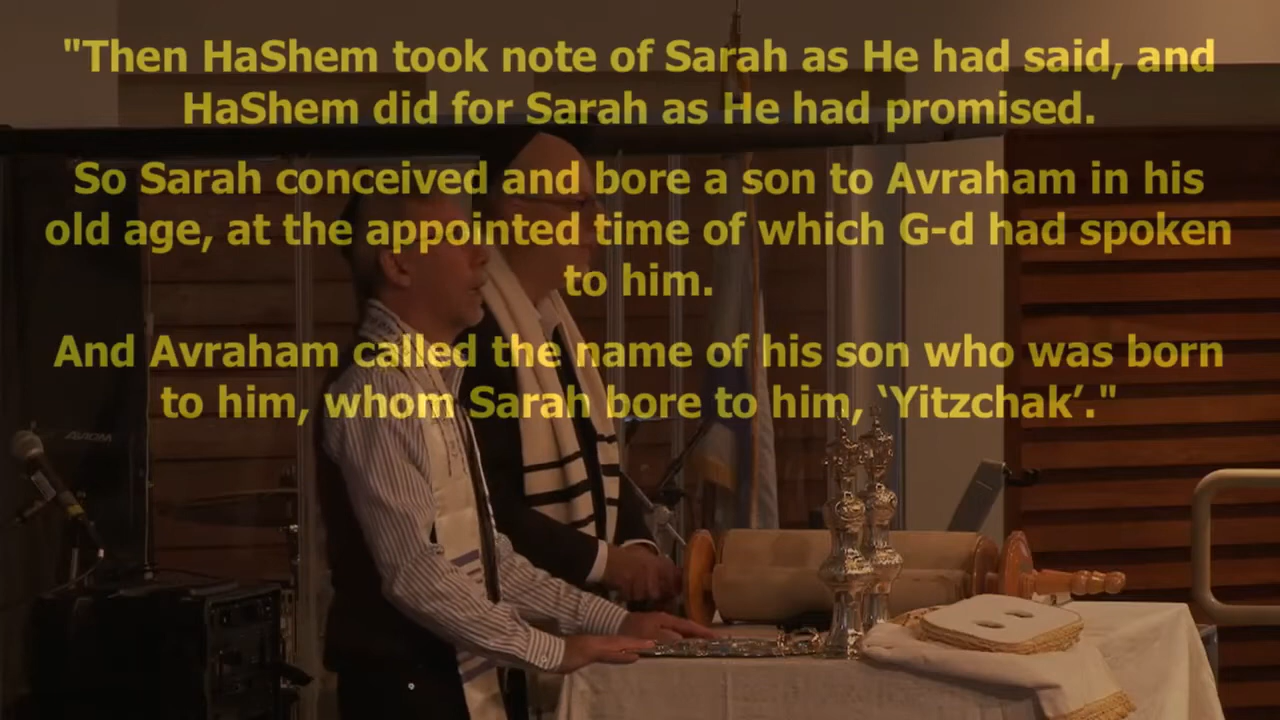 "Then HaShem took note of Sarah as He had said, and
HaShem did for Sarah as He had promised.
So Sarah conceived and bore a son to Avraham in his
old age, at the appointed time of which G-d had spoken
to him.
And Avraham called the name of his son who was born
to him, whom Sarah bore to him, ‘Yitzchak’."